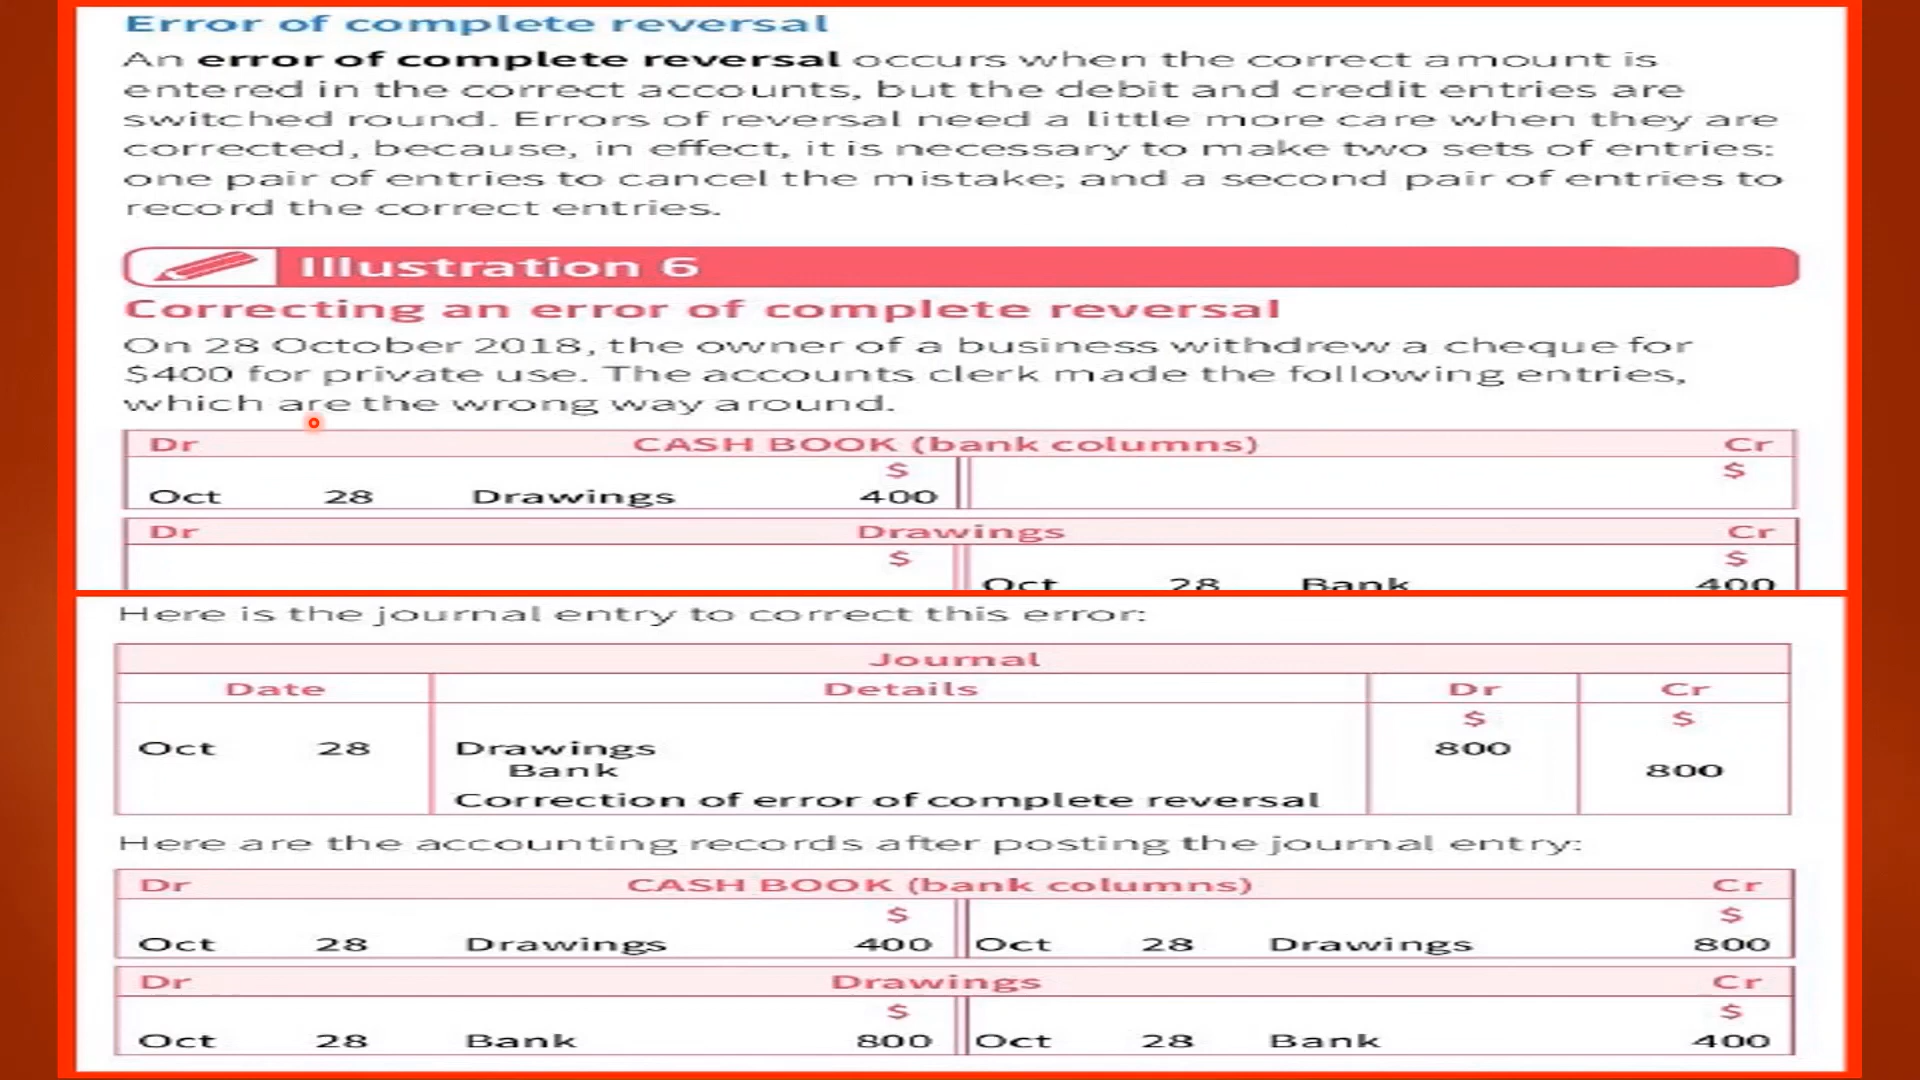 Error of complete reversal
An error of complete reversal occurs when the correct amount is
entered in the correct accounts, but the debit and credit entries are
switched round. Errors of reversal need a little more care when they are
corrected, because, in effect, it is necessary to make two sets of entries:
one pair of entries to cancel the mistake; and a second pair of entries to
record the correct entries.
Illustration 6
Correcting an error of complete reversal
On 28 October 2018, the owner of a business withdrew a cheque for
$400 for private use. The accounts clerk made the following entries,
which are the wrong way around.
Dr CASH BOOK (bank columns) Cr
$ $
Oct 28 Drawings 400
Dr Drawings Cr
$ $
Oct 28 Bank 400
Here is the journal entry to correct this error:
Journal
Date Details Dr Cr
$ $
Oct 28 Drawings 800
Bank 800
Correction of error of complete reversal
Here are the accounting records after posting the journal entry:
Dr CASH BOOK (bank columns) Cr
$ $
Oct 28 Drawings 400 Oct 28 Drawings 800
Dr Drawings Cr
$ $
Oct 28 Bank 800 Oct 28 Bank 400